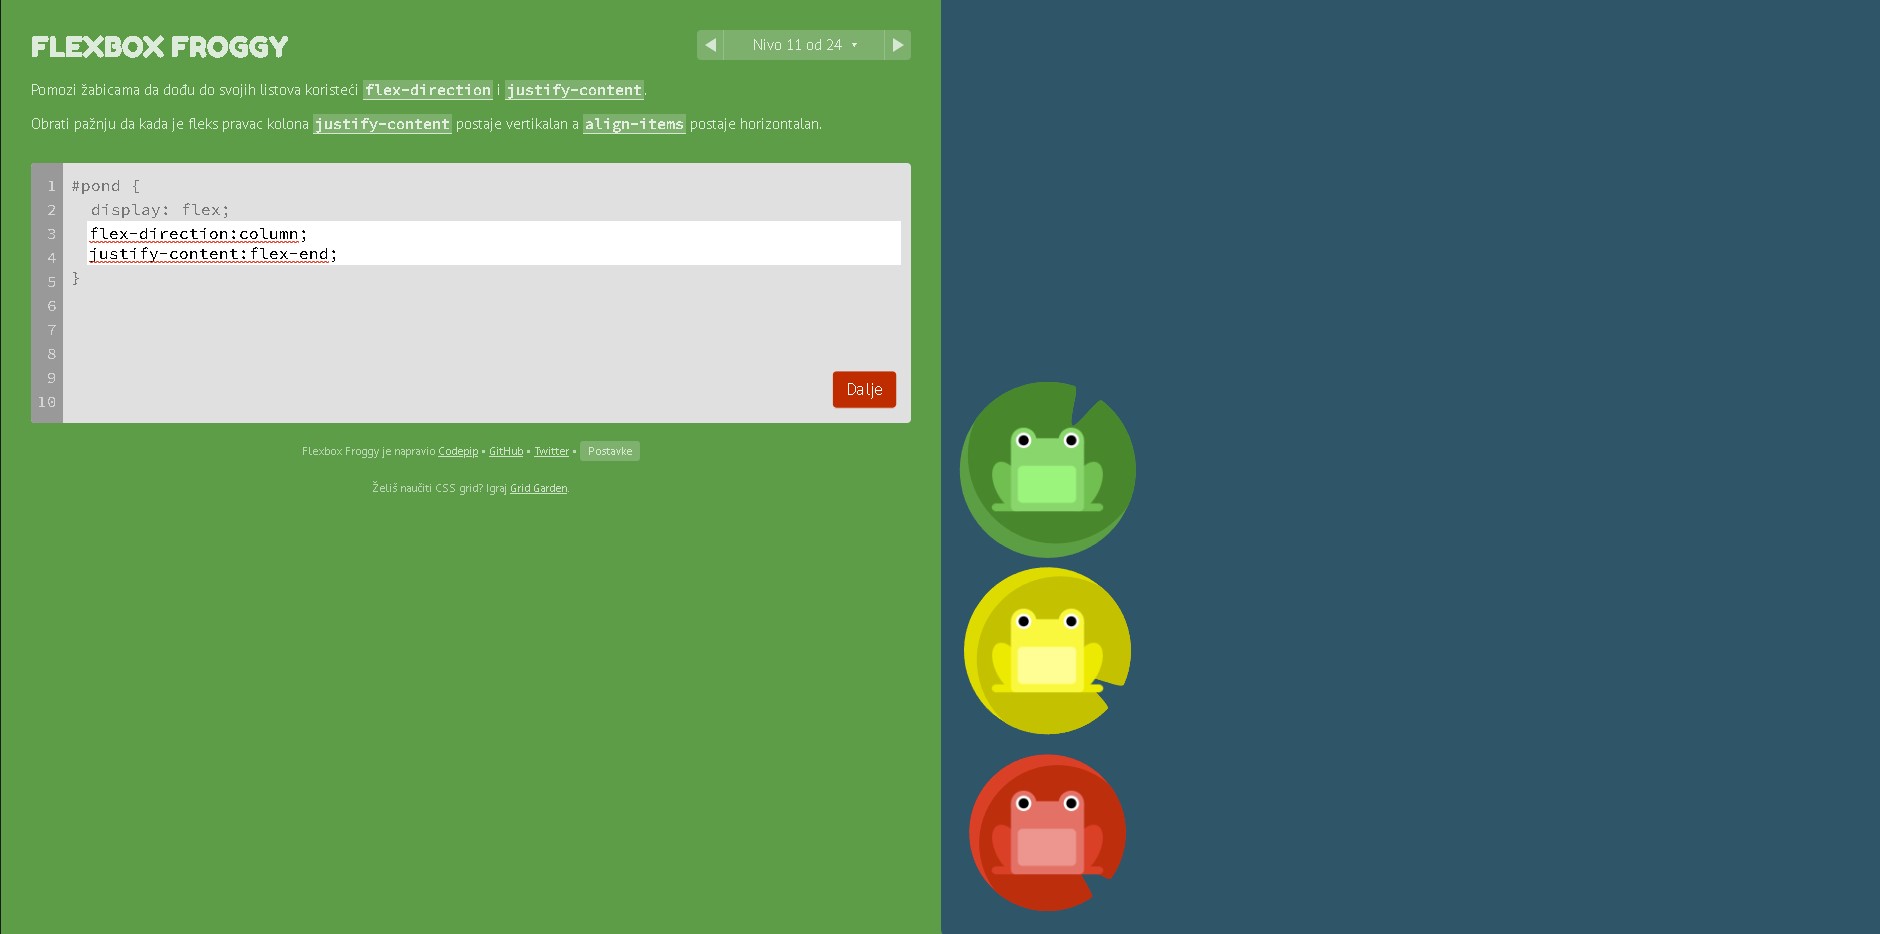 FLEXBOX FROGGY
Nivo 11 od 24 ▾
Pomozi žabicama da dođu do svojih listova koristeći flex-direction i justify-content.
Obrati pažnju da kada je fleks pravac kolona justify-content postaje vertikalan a align-items postaje horizontalan.
1 #pond {
2 display: flex;
3 flex-direction:column;
4 justify-content:flex-end;
5 }
6
7
8
9
10
Dalje
Flexbox Froggy je napravio Codepip • GitHub • Twitter • Postavke
Želiš naučiti CSS grid? Igraj Grid Garden.